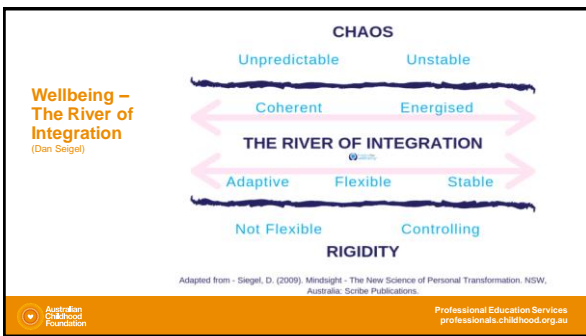 Wellbeing –
The River of
Integration
(Dan Seigel)
CHAOS
Unpredictable Unstable
Coherent Energised
THE RIVER OF INTEGRATION
Adaptive Flexible Stable
Not Flexible Controlling
RIGIDITY
Adapted from - Siegel, D. (2009). Mindsight - The New Science of Personal Transformation. NSW,
Australia: Scribe Publications.
Australian
Childhood
Foundation
Professional Education Services
professionals.childhood.org.au